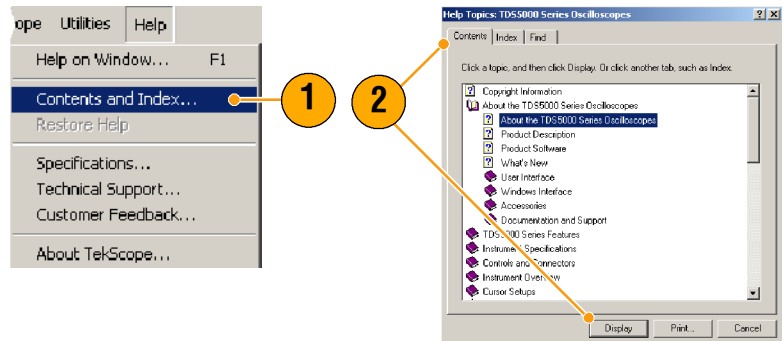 ope Utilities Help
Help on Window... F1
Contents and Index...
Restore Help
Specifications...
Technical Support...
Customer Feedback...
About TekScope...
1
2
Help Topics: TDS5000 Series Oscilloscopes
Contents Index Find
Click a topic, and then click Display. Or click another tab, such as Index.
Copyright Information
About the TDS5000 Series Oscilloscopes
About the TDS5000 Series Oscilloscopes
Product Description
Product Software
What's New
User Interface
Windows Interface
Accessories
Documentation and Support
TDS5000 Series Features
Instrument Specifications
Controls and Connectors
Instrument Overview
Cursor Setups
Display Print... Cancel